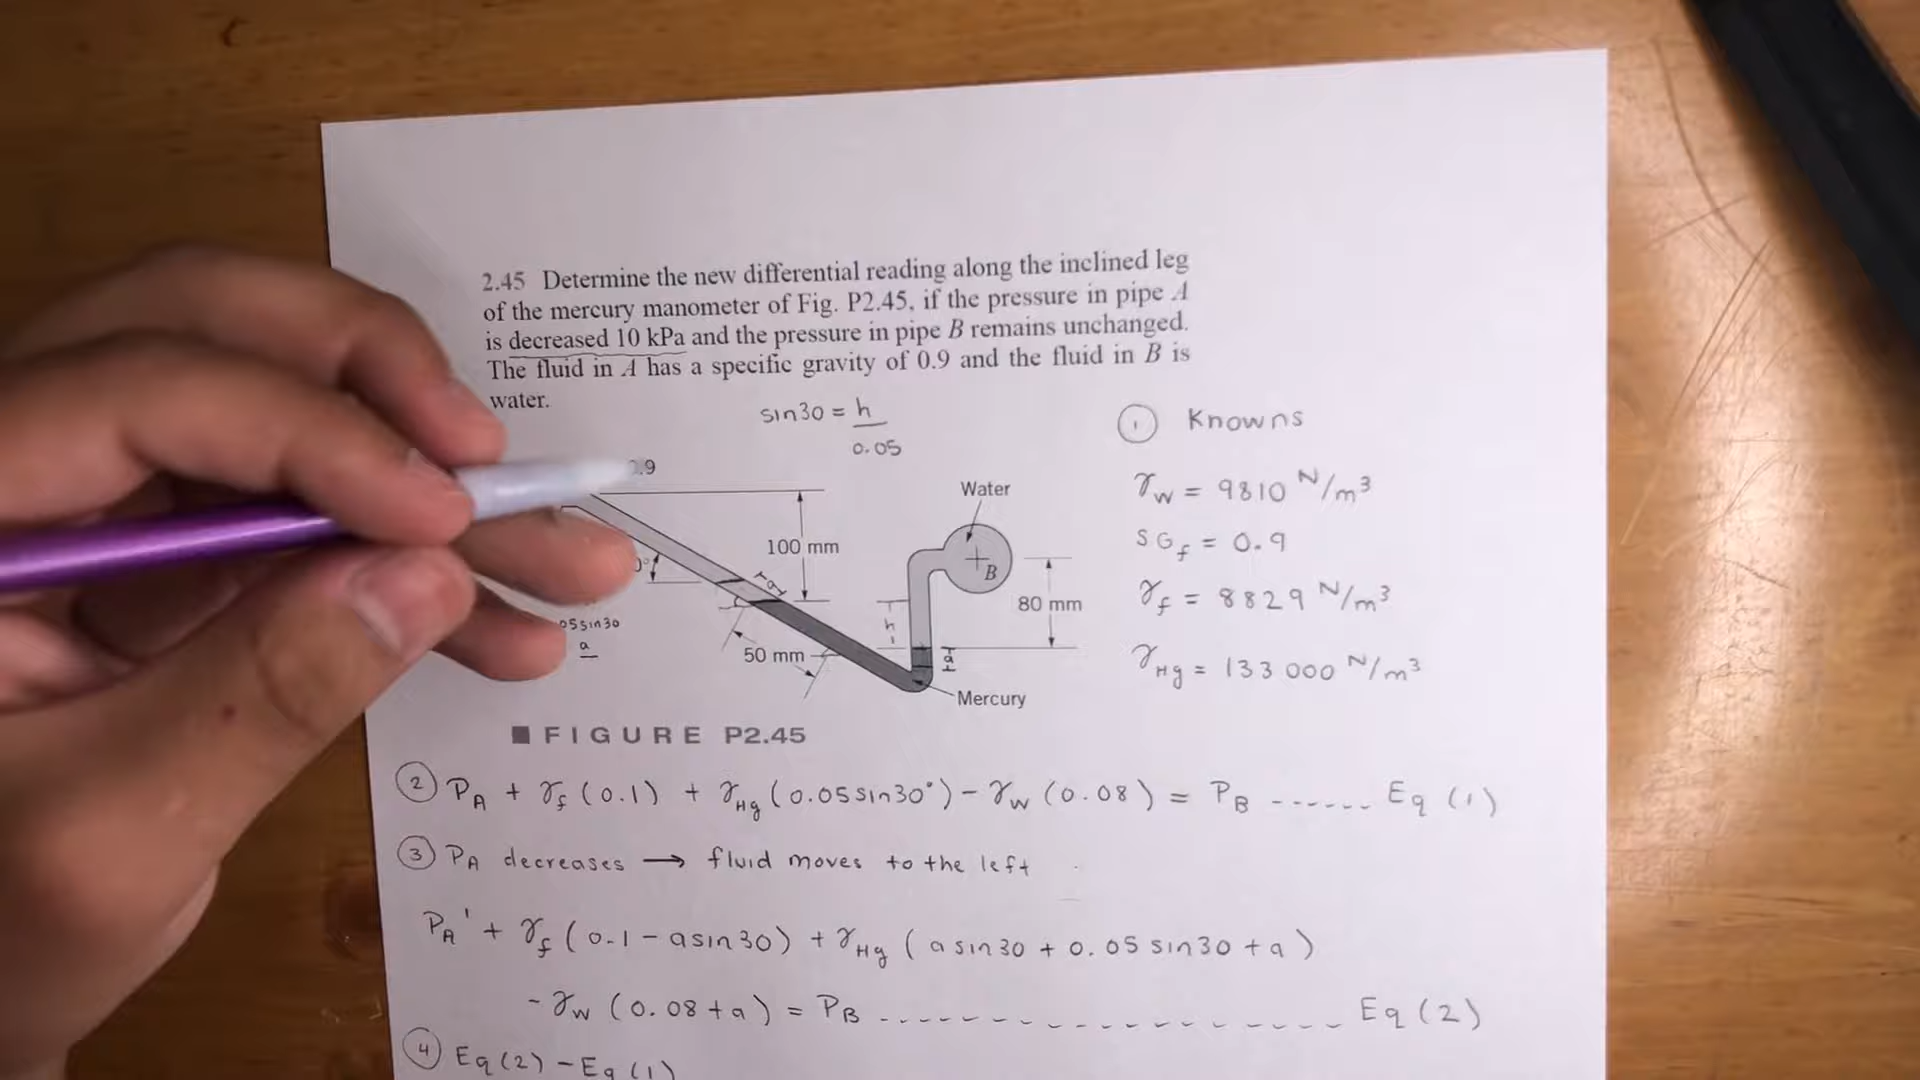 2.45 Determine the new differential reading along the inclined leg
of the mercury manometer of Fig. P2.45, if the pressure in pipe A
is decreased 10 kPa and the pressure in pipe B remains unchanged.
The fluid in A has a specific gravity of 0.9 and the fluid in B is
water.
sin30 = h
0.05
① Knowns
γw = 9810 N/m³
SGf = 0.9
γf = 8829 N/m³
γHg = 133 000 N/m³
.9
Water
100 mm
B
a
80 mm
h
05sin30
a
50 mm
a
Mercury
■ FIGURE P2.45
② PA + γf (0.1) + γHg (0.05sin30°) - γw (0.08) = PB ------ Eq (1)
③ PA decreases → fluid moves to the left
PA' + γf (0.1 - asin30) + γHg (asin30 + 0.05 sin30 + a)
- γw (0.08 + a) = PB ------------------ Eq (2)
④ Eq (2) - Eq (1)